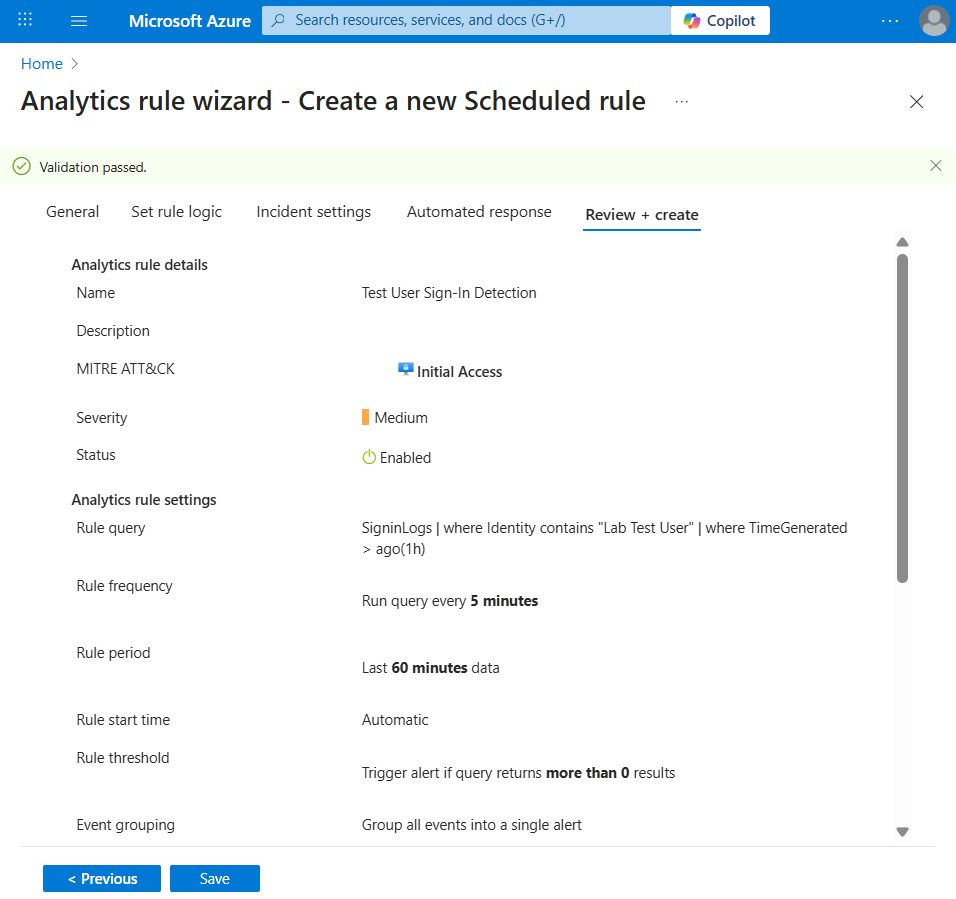 Microsoft Azure
Search resources, services, and docs (G+/)
Copilot
...
Home >
Analytics rule wizard - Create a new Scheduled rule ...
Validation passed.
General Set rule logic Incident settings Automated response Review + create
Analytics rule details
Name Test User Sign-In Detection
Description
MITRE ATT&CK Initial Access
Severity Medium
Status Enabled
Analytics rule settings
Rule query SigninLogs | where Identity contains "Lab Test User" | where TimeGenerated
> ago(1h)
Rule frequency
Run query every 5 minutes
Rule period
Last 60 minutes data
Rule start time Automatic
Rule threshold
Trigger alert if query returns more than 0 results
Event grouping Group all events into a single alert
< Previous Save